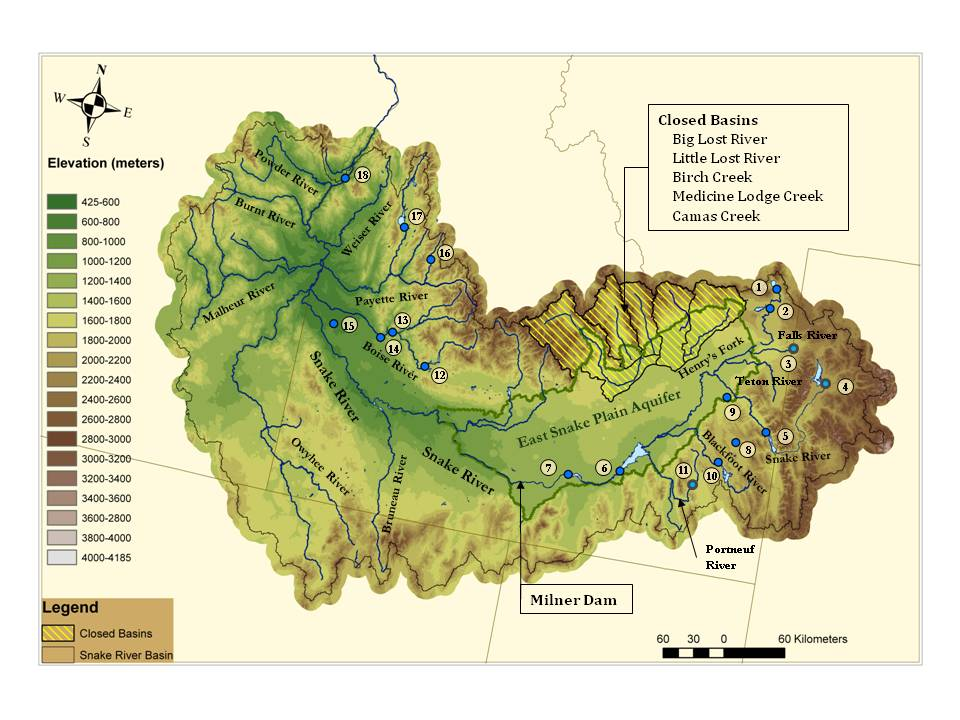 N
W
E
S
Elevation (meters)
425-600
600-800
800-1000
1000-1200
1200-1400
1400-1600
1600-1800
1800-2000
2000-2200
2200-2400
2400-2600
2600-2800
2800-3000
3000-3200
3200-3400
3400-3600
3600-2800
3800-4000
4000-4185
Legend
Closed Basins
Snake River Basin
Closed Basins
Big Lost River
Little Lost River
Birch Creek
Medicine Lodge Creek
Camas Creek
Powder River
18
Burnt River
Weiser River
17
16
Malheur River
Payette River
15
13
14
Boise River
12
Snake River
Owyhee River
Bruneau River
Snake River
East Snake Plain Aquifer
Henry's Fork
1
2
Falls River
3
Teton River
4
9
5
8
Snake River
Blackfoot River
7
6
11
10
Portneuf
River
Milner Dam
60 30 0 60 Kilometers